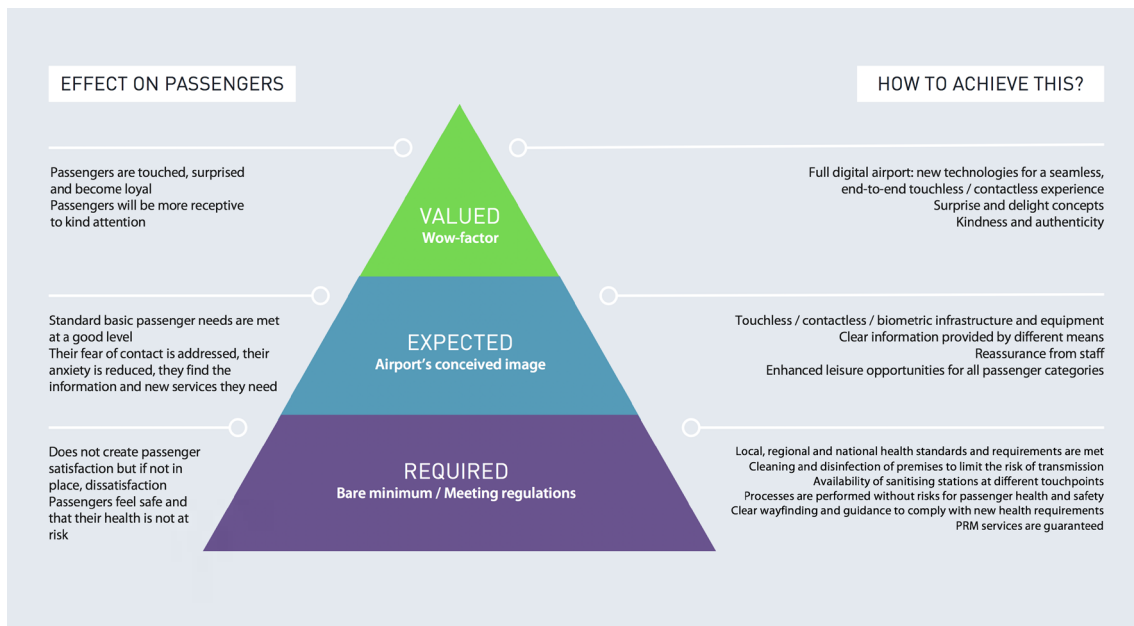 EFFECT ON PASSENGERS
HOW TO ACHIEVE THIS?
Passengers are touched, surprised
and become loyal
Passengers will be more receptive
to kind attention
VALUED
Wow-factor
Full digital airport: new technologies for a seamless,
end-to-end touchless / contactless experience
Surprise and delight concepts
Kindness and authenticity
Standard basic passenger needs are met
at a good level
Their fear of contact is addressed, their
anxiety is reduced, they find the
information and new services they need
EXPECTED
Airport's conceived image
Touchless / contactless / biometric infrastructure and equipment
Clear information provided by different means
Reassurance from staff
Enhanced leisure opportunities for all passenger categories
Does not create passenger
satisfaction but if not in
place, dissatisfaction
Passengers feel safe and
that their health is not at
risk
REQUIRED
Bare minimum / Meeting regulations
Local, regional and national health standards and requirements are met
Cleaning and disinfection of premises to limit the risk of transmission
Availability of sanitising stations at different touchpoints
Processes are performed without risks for passenger health and safety
Clear wayfinding and guidance to comply with new health requirements
PRM services are guaranteed